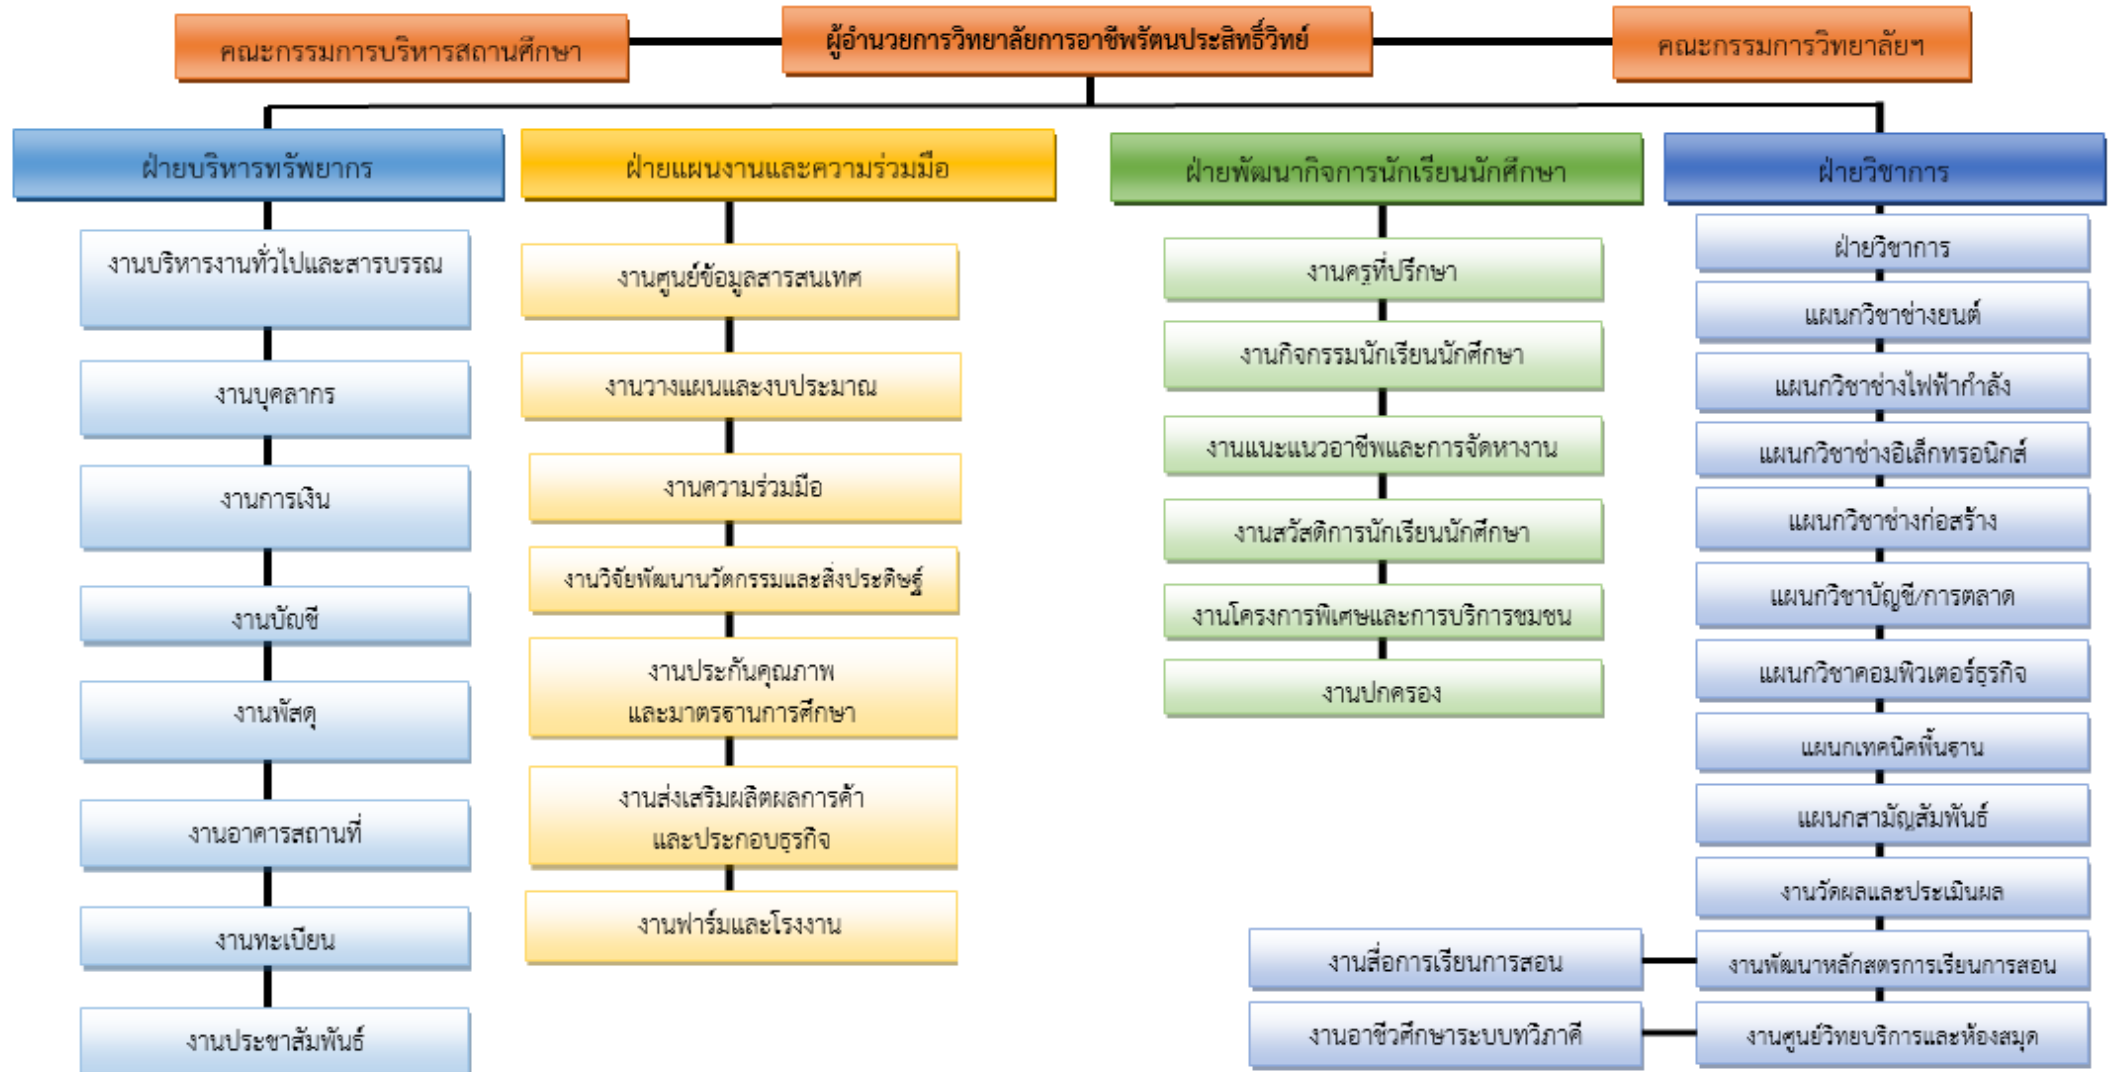 คณะกรรมการบริหารสถานศึกษา
ผู้อำนวยการวิทยาลัยการอาชีพรัตนประสิทธิ์วิทย์
คณะกรรมการวิทยาลัยฯ
ฝ่ายบริหารทรัพยากร
งานบริหารงานทั่วไปและสารบรรณ
งานบุคลากร
งานการเงิน
งานบัญชี
งานพัสดุ
งานอาคารสถานที่
งานทะเบียน
งานประชาสัมพันธ์
ฝ่ายแผนงานและความร่วมมือ
งานศูนย์ข้อมูลสารสนเทศ
งานวางแผนและงบประมาณ
งานความร่วมมือ
งานวิจัยพัฒนานวัตกรรมและสิ่งประดิษฐ์
งานประกันคุณภาพ
และมาตรฐานการศึกษา
งานส่งเสริมผลิตผลการค้า
และประกอบธุรกิจ
งานฟาร์มและโรงงาน
ฝ่ายพัฒนากิจการนักเรียนนักศึกษา
งานครูที่ปรึกษา
งานกิจกรรมนักเรียนนักศึกษา
งานแนะแนวอาชีพและการจัดหางาน
งานสวัสดิการนักเรียนนักศึกษา
งานโครงการพิเศษและการบริการชุมชน
งานปกครอง
ฝ่ายวิชาการ
ฝ่ายวิชาการ
แผนกวิชาช่างยนต์
แผนกวิชาช่างไฟฟ้ากำลัง
แผนกวิชาช่างอิเล็กทรอนิกส์
แผนกวิชาช่างก่อสร้าง
แผนกวิชาบัญชี/การตลาด
แผนกวิชาคอมพิวเตอร์ธุรกิจ
แผนกเทคนิคพื้นฐาน
แผนกสามัญสัมพันธ์
งานวัดผลและประเมินผล
งานสื่อการเรียนการสอน
งานพัฒนาหลักสูตรการเรียนการสอน
งานอาชีวศึกษาระบบทวิภาคี
งานศูนย์วิทยบริการและห้องสมุด